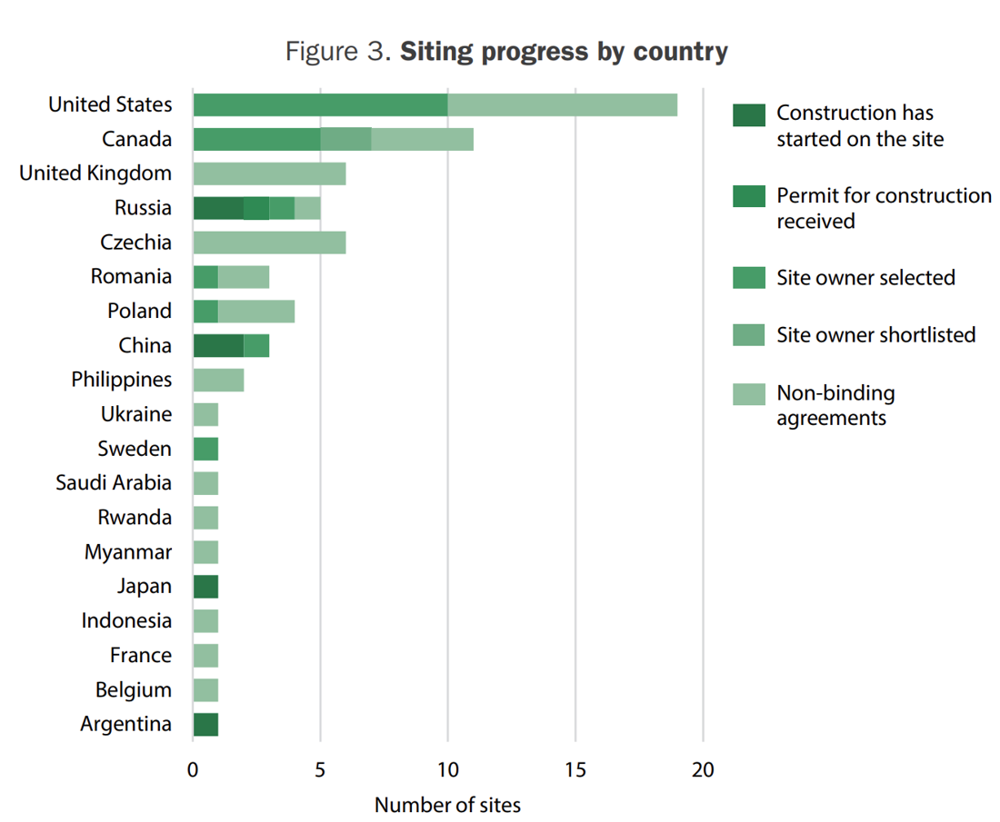 Figure 3. Siting progress by country
United States
Canada
United Kingdom
Russia
Czechia
Romania
Poland
China
Philippines
Ukraine
Sweden
Saudi Arabia
Rwanda
Myanmar
Japan
Indonesia
France
Belgium
Argentina
0 5 10 15 20
Number of sites
Construction has
started on the site
Permit for construction
received
Site owner selected
Site owner shortlisted
Non-binding
agreements